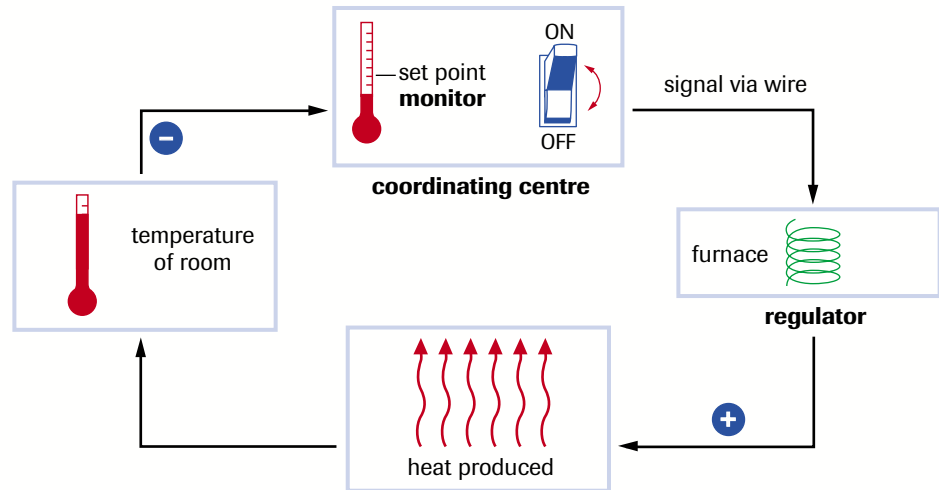 ON
set point
monitor
OFF
signal via wire
−
coordinating centre
temperature
of room
furnace
regulator
+
heat produced